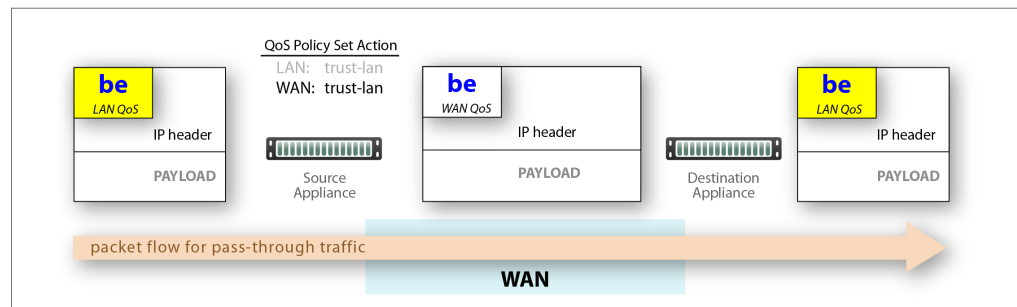 QoS Policy Set Action
LAN: trust-lan
WAN: trust-lan
be
LAN QoS
IP header
PAYLOAD
Source
Appliance
be
WAN QoS
IP header
PAYLOAD
Destination
Appliance
be
LAN QoS
IP header
PAYLOAD
packet flow for pass-through traffic
WAN